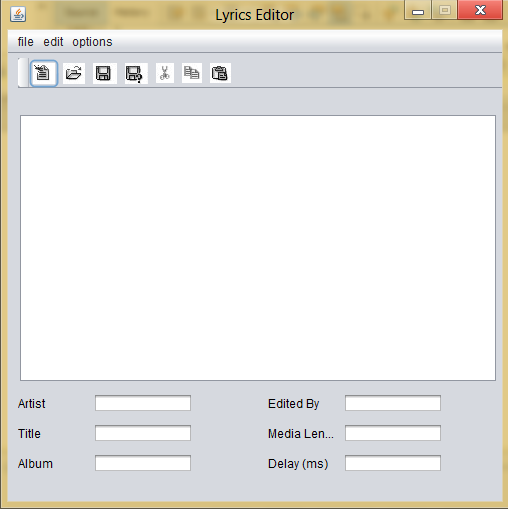 Lyrics Editor
file edit options
Artist
Edited By
Title
Media Len...
Album
Delay (ms)